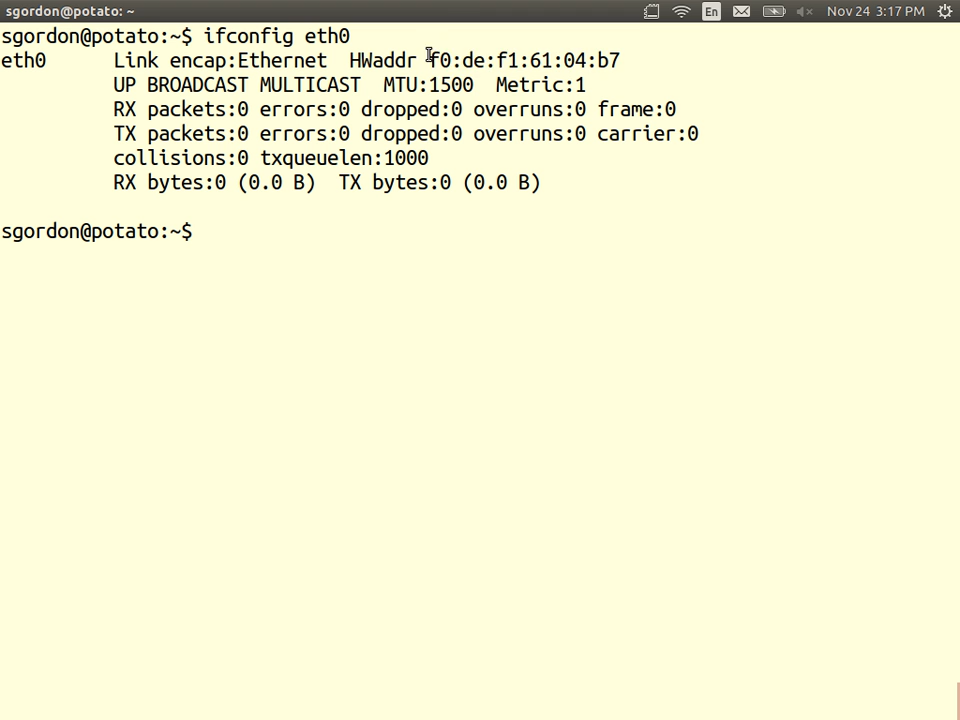 sgordon@potato: ~ En Nov 24 3:17 PM
sgordon@potato:~$ ifconfig eth0
eth0      Link encap:Ethernet  HWaddr f0:de:f1:61:04:b7
          UP BROADCAST MULTICAST  MTU:1500  Metric:1
          RX packets:0 errors:0 dropped:0 overruns:0 frame:0
          TX packets:0 errors:0 dropped:0 overruns:0 carrier:0
          collisions:0 txqueuelen:1000
          RX bytes:0 (0.0 B)  TX bytes:0 (0.0 B)
sgordon@potato:~$